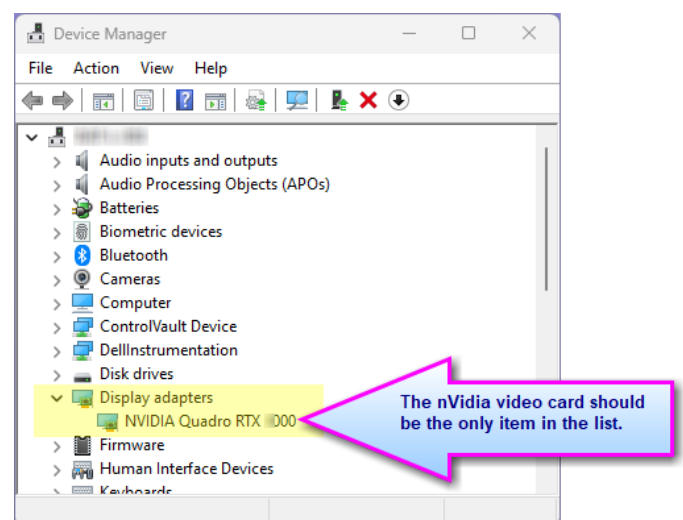 Device Manager
File Action View Help
Audio inputs and outputs
Audio Processing Objects (APOs)
Batteries
Biometric devices
Bluetooth
Cameras
Computer
ControlVault Device
DellInstrumentation
Disk drives
Display adapters
NVIDIA Quadro RTX 000
The nVidia video card should
be the only item in the list.
Firmware
Human Interface Devices
Keyboards